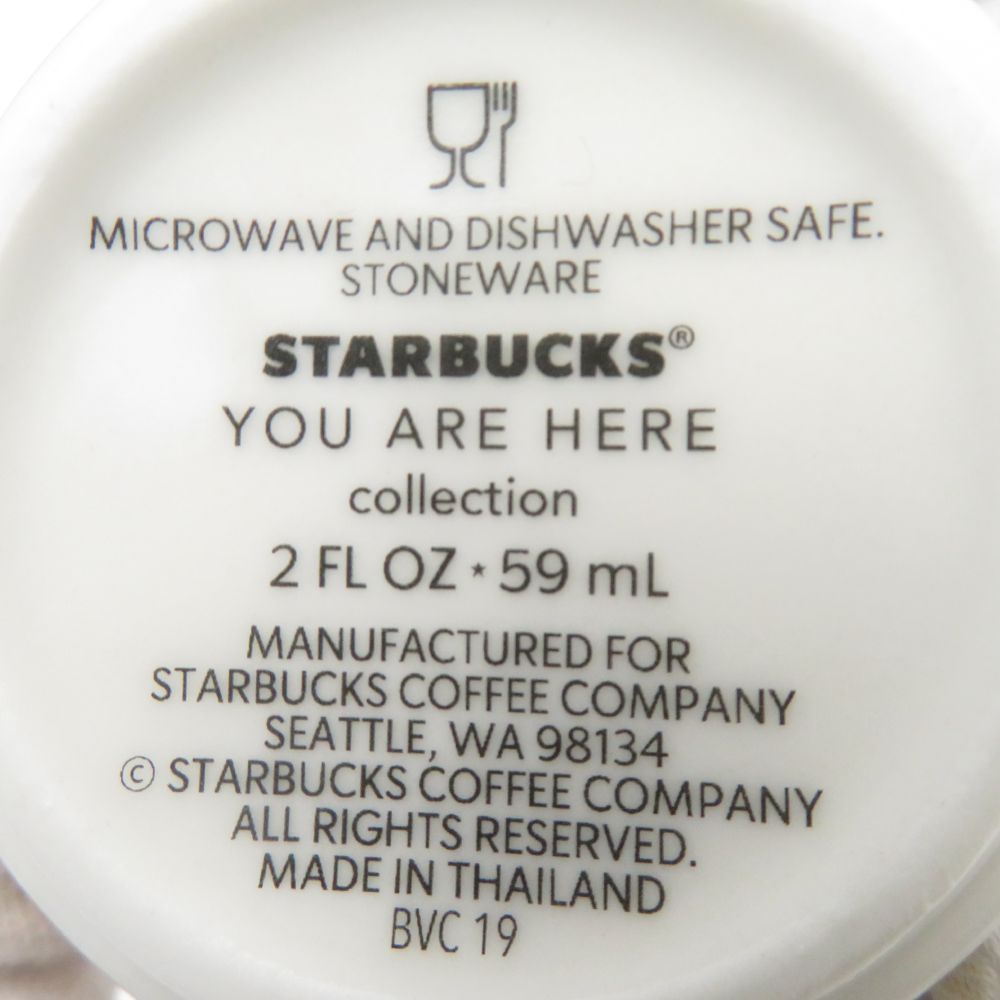 MICROWAVE AND DISHWASHER SAFE.
STONEWARE
STARBUCKS®
YOU ARE HERE
collection
2 FL OZ ⋆ 59 mL
MANUFACTURED FOR
STARBUCKS COFFEE COMPANY
SEATTLE, WA 98134
© STARBUCKS COFFEE COMPANY
ALL RIGHTS RESERVED.
MADE IN THAILAND
BVC 19